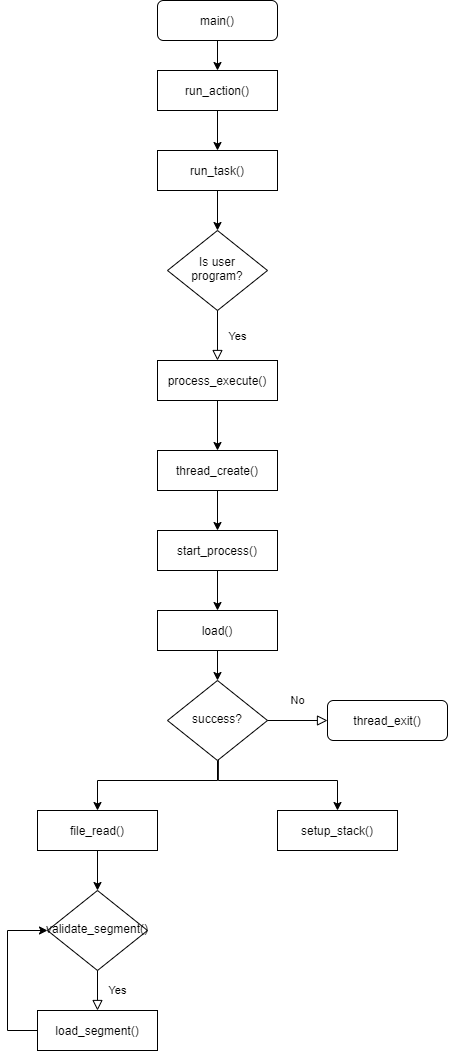 main()
run_action()
run_task()
Is user
program?
Yes
process_execute()
thread_create()
start_process()
load()
success?
No
thread_exit()
file_read()
setup_stack()
validate_segment()
Yes
load_segment()